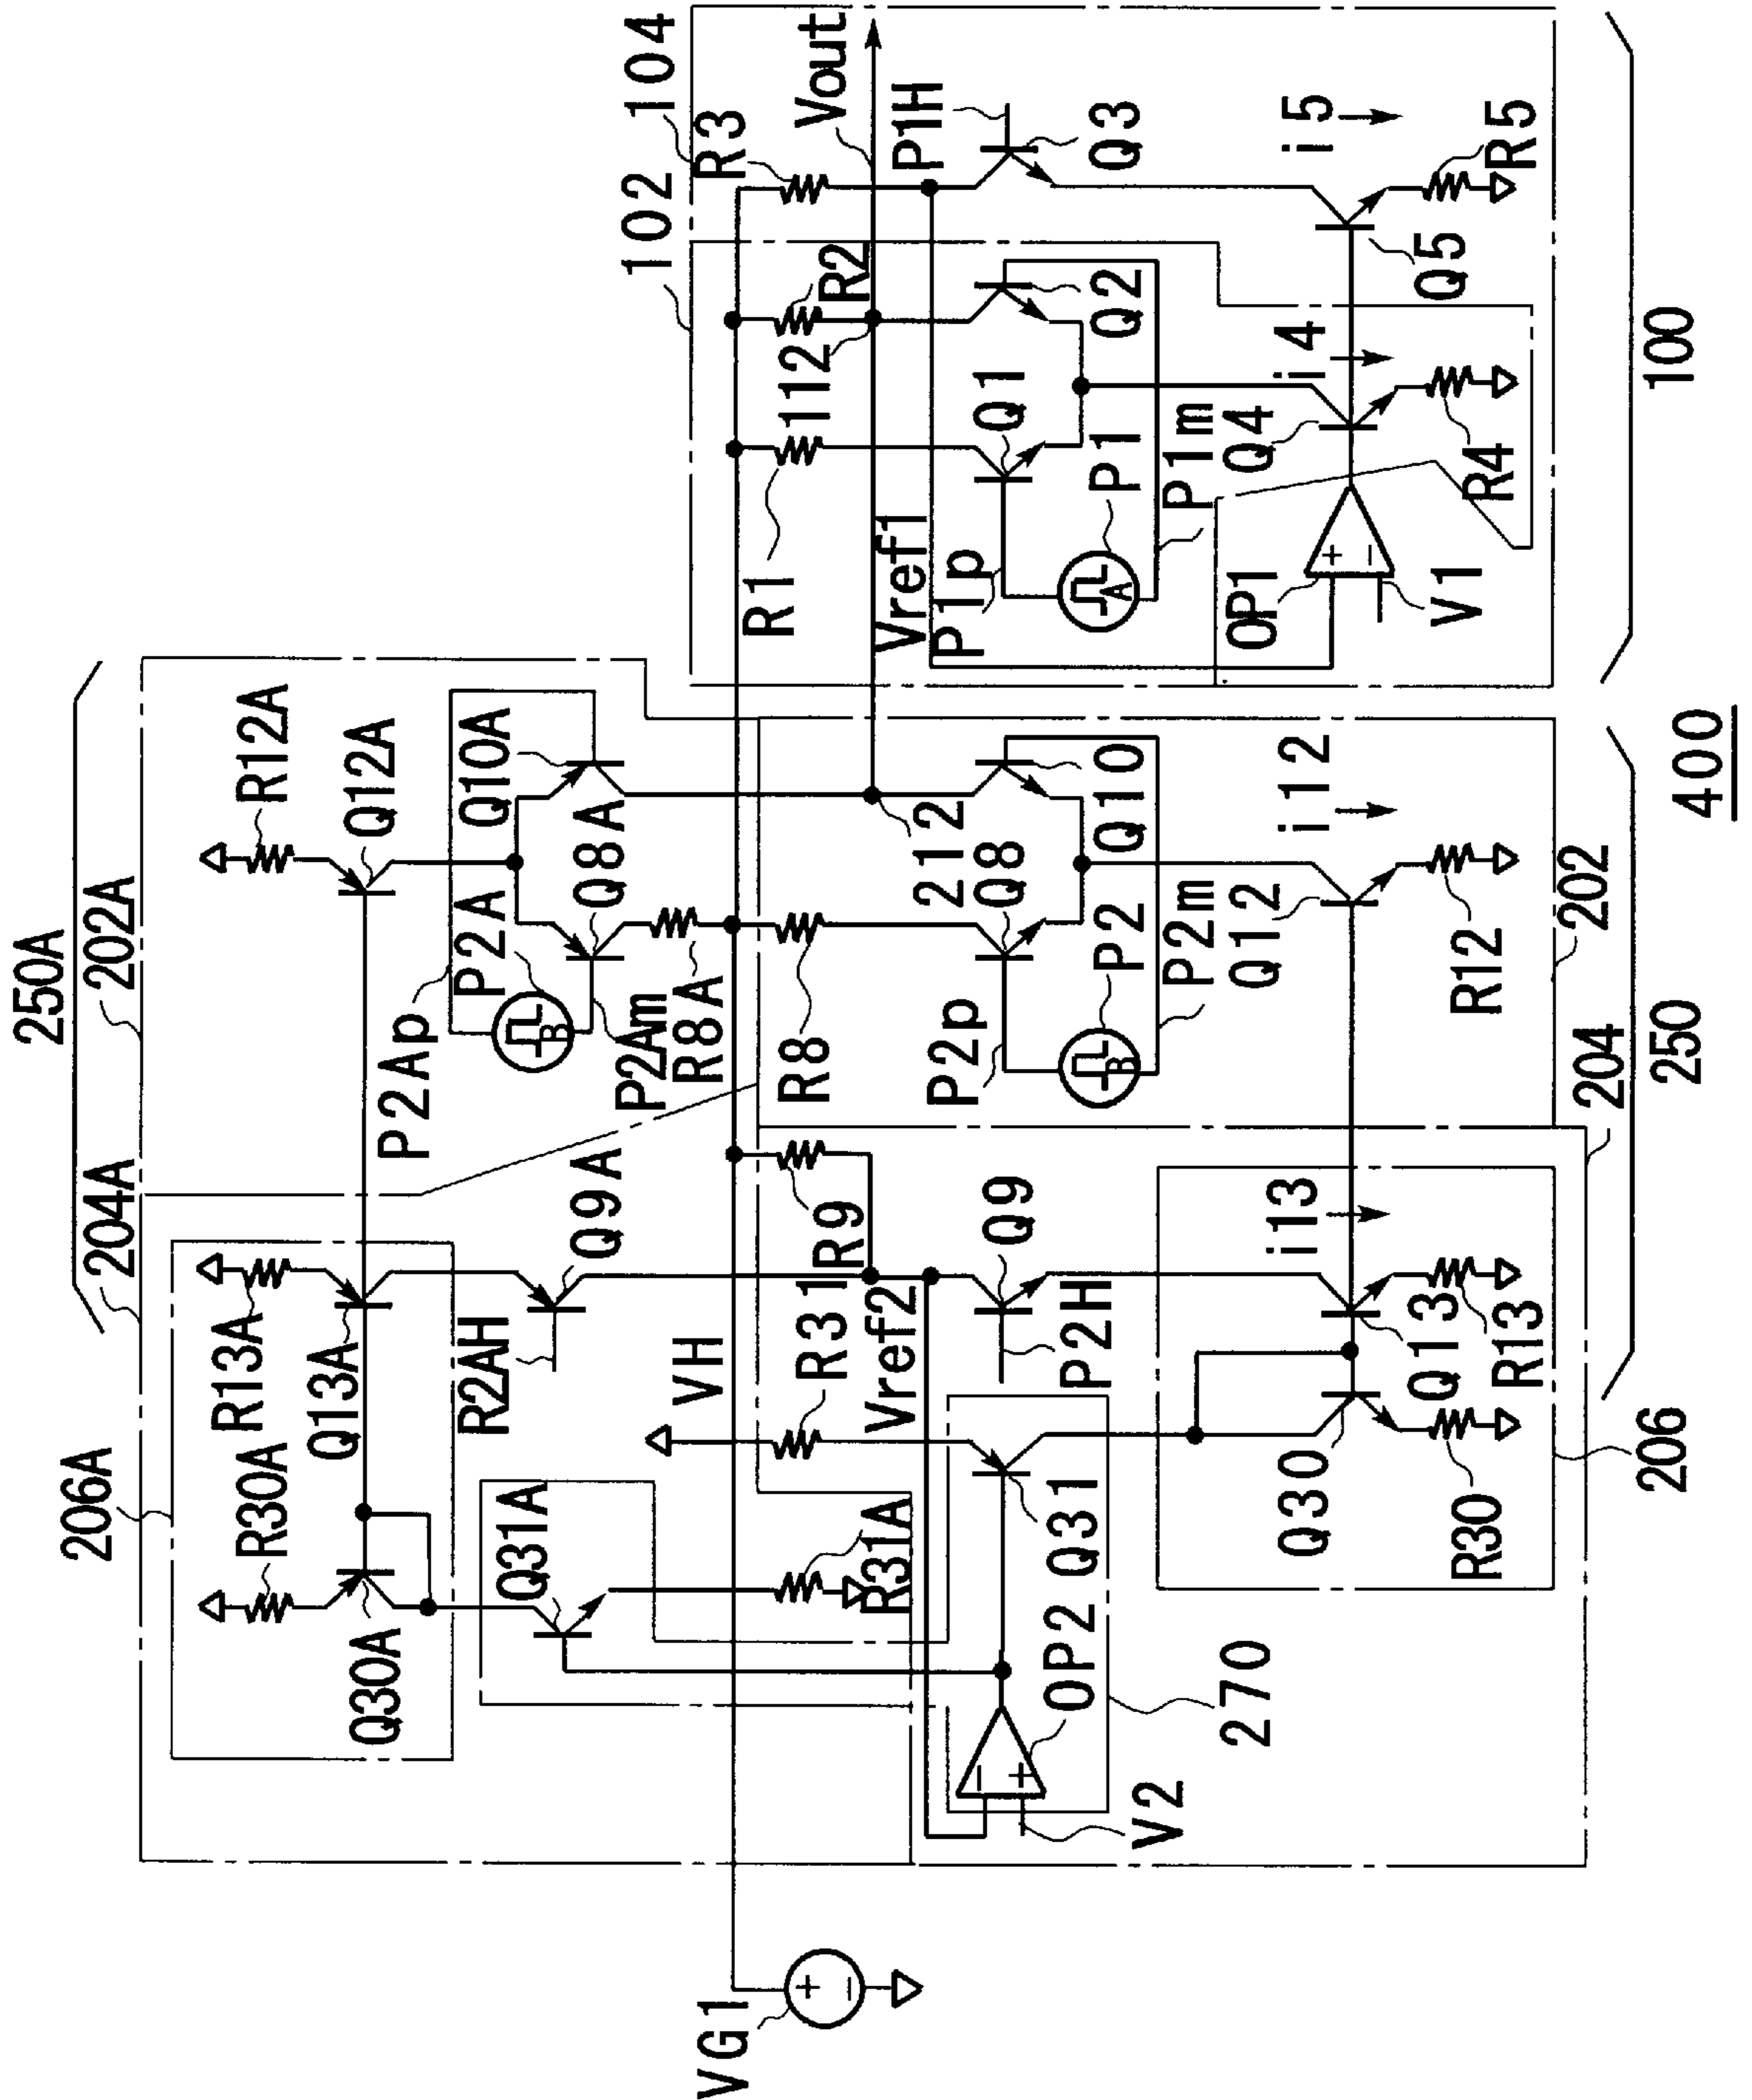 250A
202A
204A
206A
R12A
Q12A
Q10A
P2A
Q8A
B
P2Ap
P2Am
R8A
R13A
Q13A
Q9A
R2AH
R30A
Q30A
Q31A
R31A
VH
VG1
+
−
102
104
R3
Vout
R2
112
R1
Vref1
P1H
Q3
Q2
Q1
P1p
P1
A
P1m
i5
i4
Q5
Q4
R5
R4
OP1
+
−
V1
100
212
R8
Q10
Q8
P2p
P2
B
P2m
i12
Q12
R12
202
204
250
R9
R31
Vref2
Q9
P2H
Q31
OP2
−
+
V2
270
i13
Q13
R13
Q30
R30
206
400